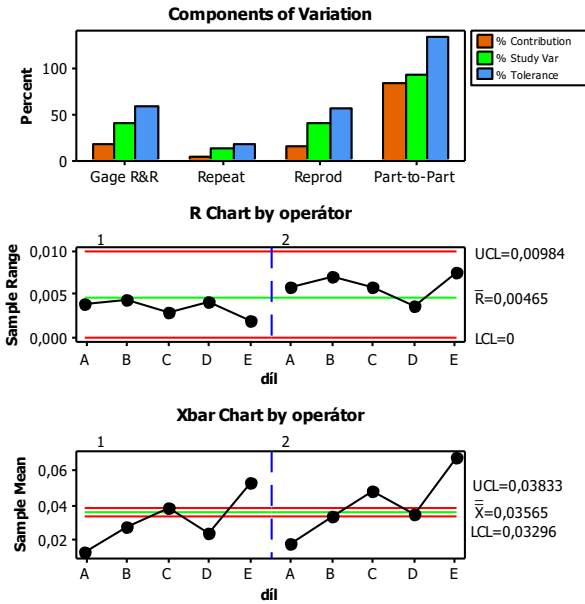 Components of Variation
% Contribution
% Study Var
% Tolerance
Percent
100
50
0
Gage R&R Repeat Reprod Part-to-Part
R Chart by operátor
1 2
Sample Range
0,010
0,005
0,000
UCL=0,00984
R=0,00465
LCL=0
A B C D E A B C D E
díl
Xbar Chart by operátor
1 2
Sample Mean
0,06
0,04
0,02
UCL=0,03833
X=0,03565
LCL=0,03296
A B C D E A B C D E
díl